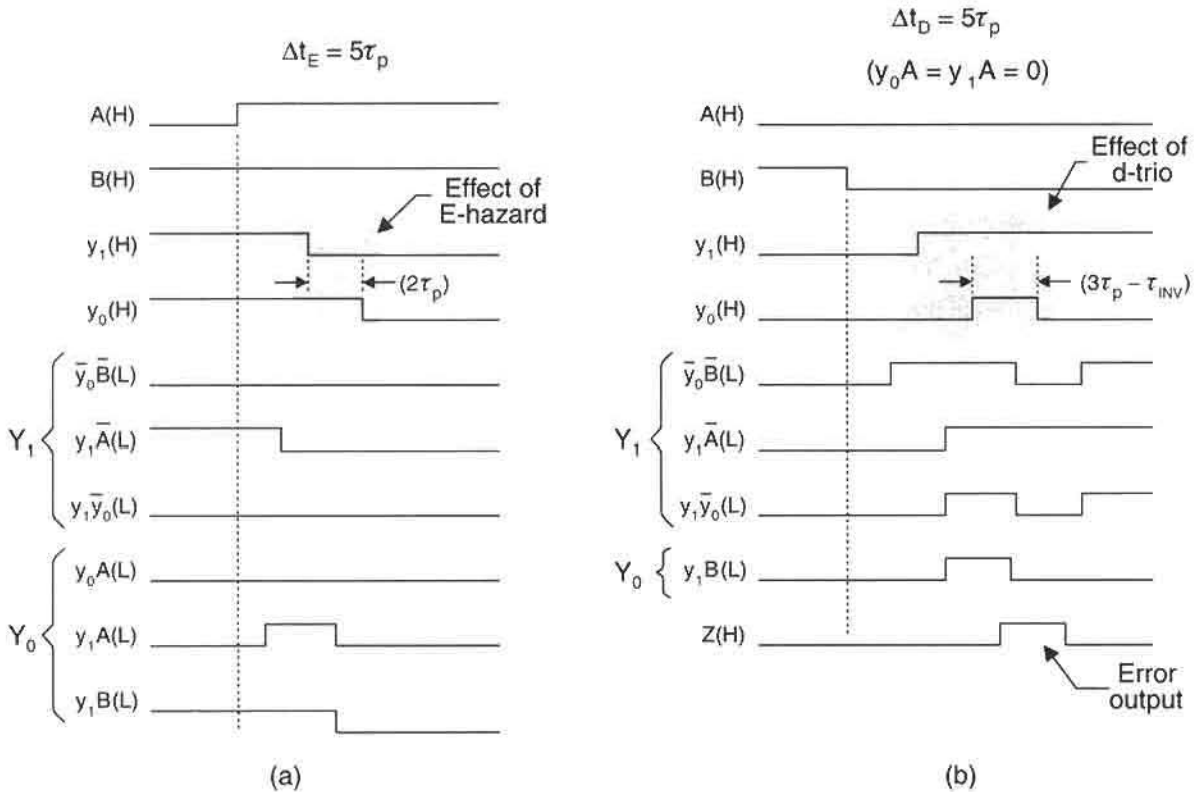 Δt_E = 5τ_p
A(H)
B(H)
Effect of
E-hazard
y_1(H)
(2τ_p)
y_0(H)
Y_1
ȳ_0B̄(L)
y_1Ā(L)
y_1ȳ_0(L)
Y_0
y_0A(L)
y_1A(L)
y_1B(L)
(a)
Δt_D = 5τ_p
(y_0A = y_1A = 0)
A(H)
B(H)
Effect of
d-trio
y_1(H)
(3τ_p − τ_INV)
y_0(H)
Y_1
ȳ_0B̄(L)
y_1Ā(L)
y_1ȳ_0(L)
Y_0
y_1B(L)
Z(H)
Error
output
(b)